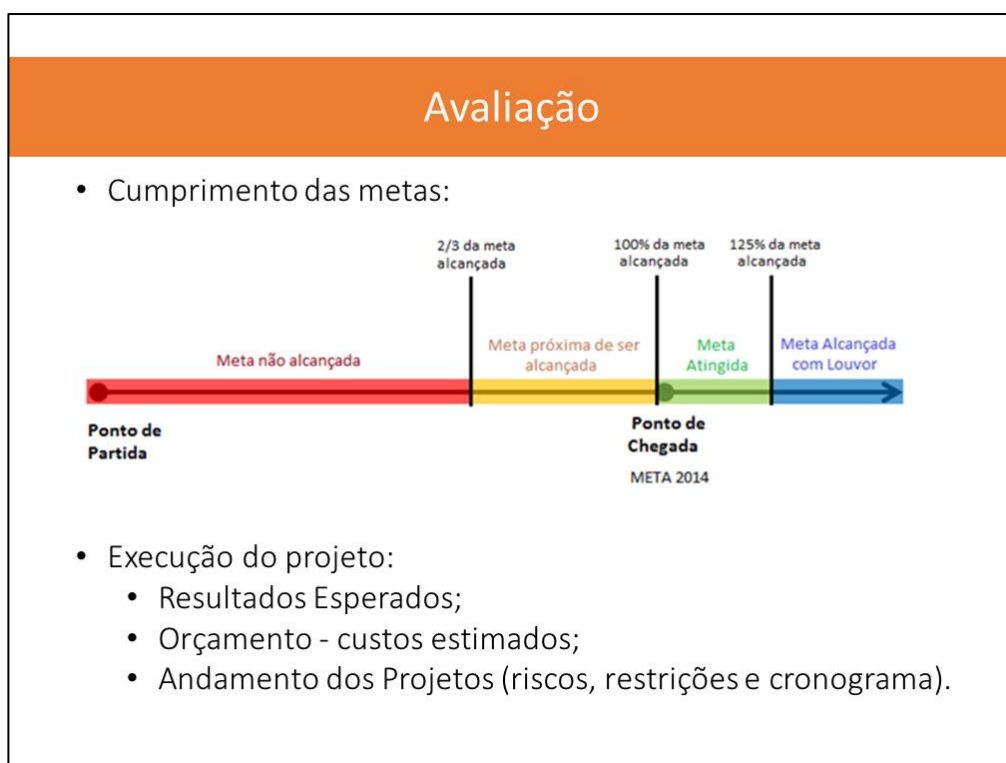 Avaliação
• Cumprimento das metas:
2/3 da meta
alcançada
100% da meta
alcançada
125% da meta
alcançada
Meta não alcançada
Meta próxima de ser
alcançada
Meta
Atingida
Meta Alcançada
com Louvor
Ponto de
Partida
Ponto de
Chegada
META 2014
• Execução do projeto:
• Resultados Esperados;
• Orçamento - custos estimados;
• Andamento dos Projetos (riscos, restrições e cronograma).